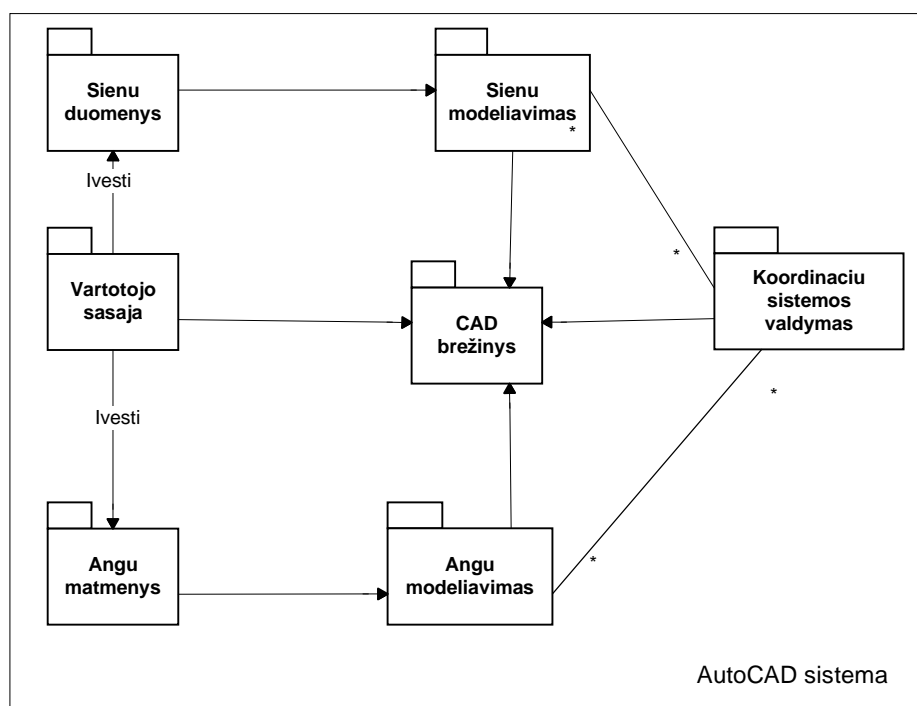 Sienu
duomenys
Sienu
modeliavimas
*
Ivesti
Vartotojo
sasaja
CAD
brežinys
*
Koordinaciu
sistemos
valdymas
Ivesti
*
Angu
matmenys
Angu
modeliavimas
*
AutoCAD sistema